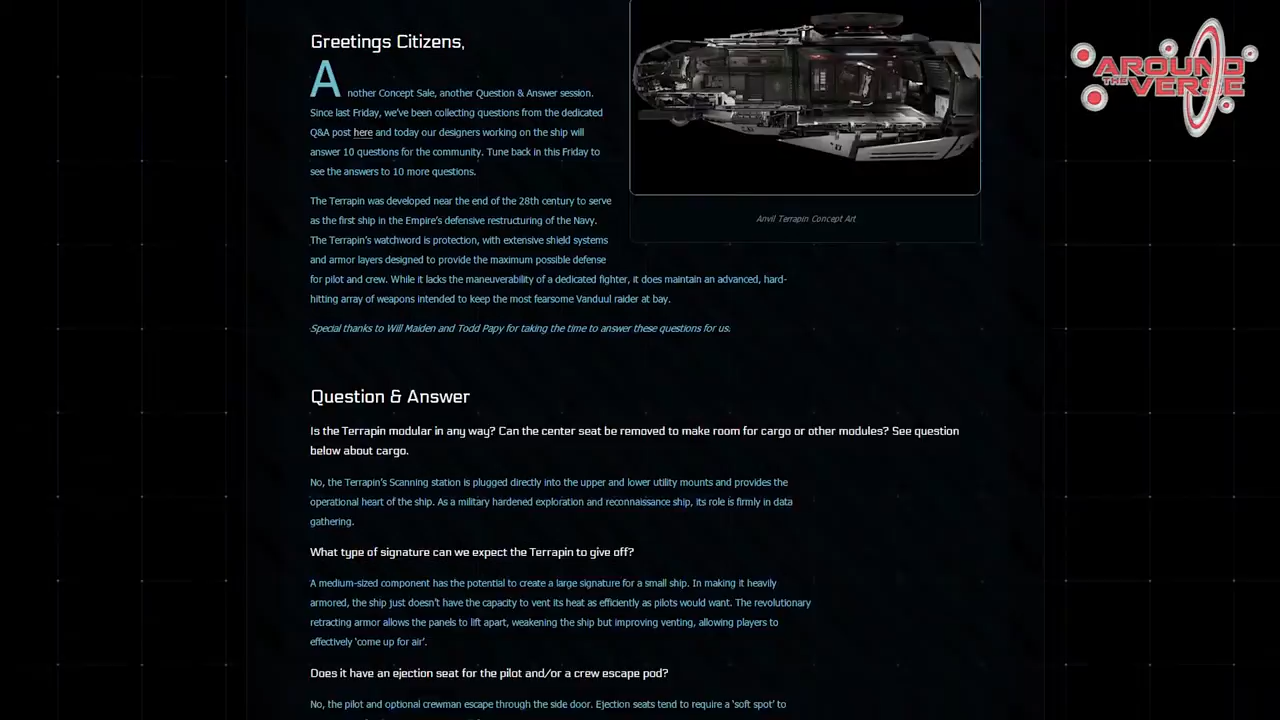 Greetings Citizens,
Another Concept Sale, another Question & Answer session.
Since last Friday, we've been collecting questions from the dedicated
Q&A post here and today our designers working on the ship will
answer 10 questions for the community. Tune back in this Friday to
see the answers to 10 more questions.
The Terrapin was developed near the end of the 28th century to serve
as the first ship in the Empire's defensive restructuring of the Navy.
The Terrapin's watchword is protection, with extensive shield systems
and armor layers designed to provide the maximum possible defense
for pilot and crew. While it lacks the maneuverability of a dedicated fighter, it does maintain an advanced, hard-
hitting array of weapons intended to keep the most fearsome Vanduul raider at bay.
Special thanks to Will Maiden and Todd Papy for taking the time to answer these questions for us.
Anvil Terrapin Concept Art
AROUND
THE VERSE
Question & Answer
Is the Terrapin modular in any way? Can the center seat be removed to make room for cargo or other modules? See question
below about cargo.
No, the Terrapin's Scanning station is plugged directly into the upper and lower utility mounts and provides the
operational heart of the ship. As a military hardened exploration and reconnaissance ship, its role is firmly in data
gathering.
What type of signature can we expect the Terrapin to give off?
A medium-sized component has the potential to create a large signature for a small ship. In making it heavily
armored, the ship just doesn't have the capacity to vent its heat as efficiently as pilots would want. The revolutionary
retracting armor allows the panels to lift apart, weakening the ship but improving venting, allowing players to
effectively 'come up for air'.
Does it have an ejection seat for the pilot and/or a crew escape pod?
No, the pilot and optional crewman escape through the side door. Ejection seats tend to require a 'soft spot' to